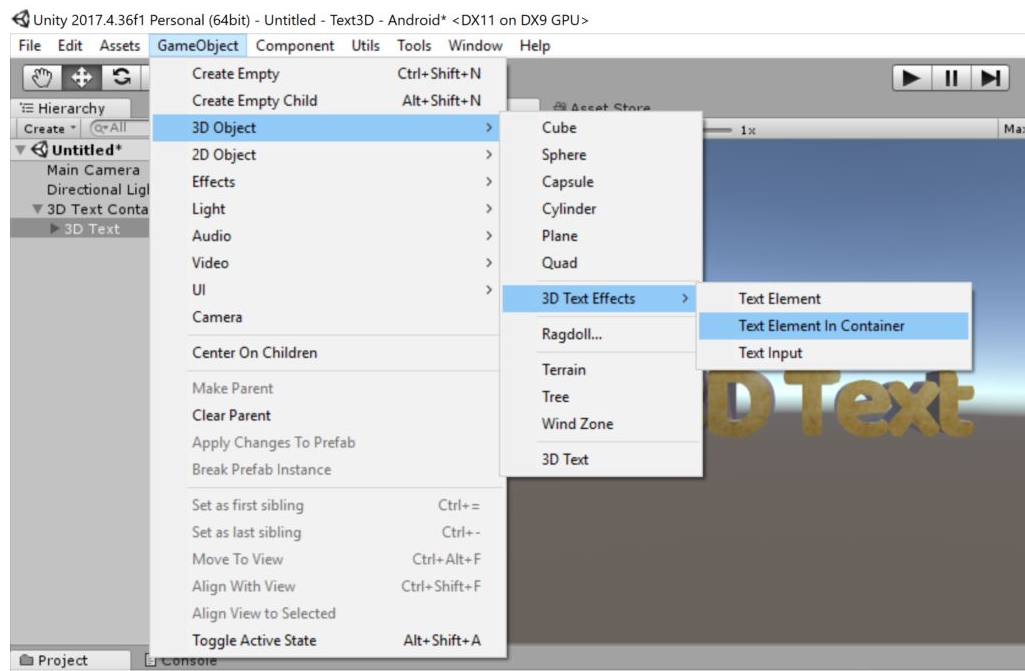 Unity 2017.4.36f1 Personal (64bit) - Untitled - Text3D - Android* <DX11 on DX9 GPU>
File Edit Assets GameObject Component Utils Tools Window Help
Hierarchy
Create All
Untitled*
Main Camera
Directional Ligh
3D Text Conta
3D Text
Create Empty Ctrl+Shift+N
Create Empty Child Alt+Shift+N
3D Object
2D Object
Effects
Light
Audio
Video
UI
Camera
Center On Children
Make Parent
Clear Parent
Apply Changes To Prefab
Break Prefab Instance
Set as first sibling Ctrl+=
Set as last sibling Ctrl+-
Move To View Ctrl+Alt+F
Align With View Ctrl+Shift+F
Align View to Selected
Toggle Active State Alt+Shift+A
Asset Store
1x
Max
Cube
Sphere
Capsule
Cylinder
Plane
Quad
3D Text Effects
Ragdoll...
Terrain
Tree
Wind Zone
3D Text
Text Element
Text Element In Container
Text Input
3D Text
Project Console